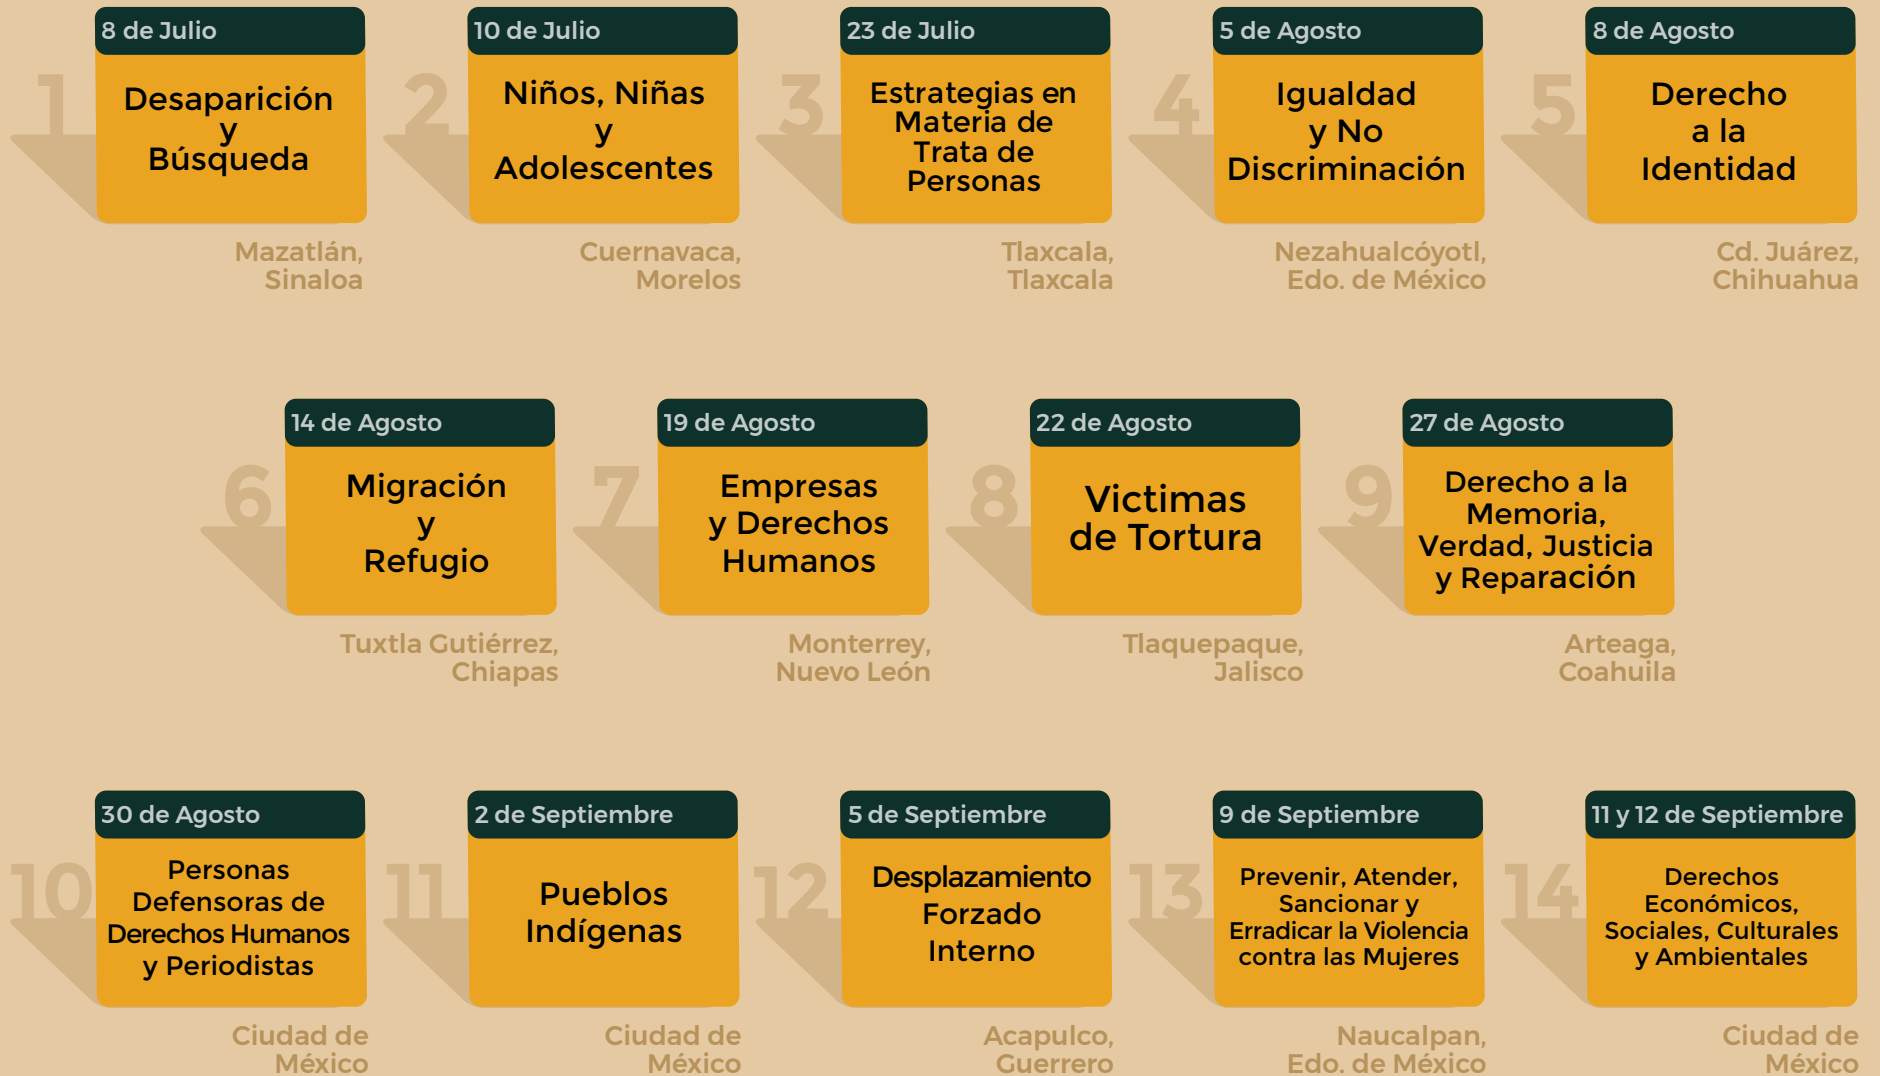 8 de Julio
1
Desaparición
y
Búsqueda
Mazatlán,
Sinaloa
10 de Julio
2
Niños, Niñas
y
Adolescentes
Cuernavaca,
Morelos
23 de Julio
3
Estrategias en
Materia de
Trata de
Personas
Tlaxcala,
Tlaxcala
5 de Agosto
4
Igualdad
y No
Discriminación
Nezahualcóyotl,
Edo. de México
8 de Agosto
5
Derecho
a la
Identidad
Cd. Juárez,
Chihuahua
14 de Agosto
6
Migración
y
Refugio
Tuxtla Gutiérrez,
Chiapas
19 de Agosto
7
Empresas
y Derechos
Humanos
Monterrey,
Nuevo León
22 de Agosto
8
Victimas
de Tortura
Tlaquepaque,
Jalisco
27 de Agosto
9
Derecho a la
Memoria,
Verdad, Justicia
y Reparación
Arteaga,
Coahuila
30 de Agosto
10
Personas
Defensoras de
Derechos Humanos
y Periodistas
Ciudad de
México
2 de Septiembre
11
Pueblos
Indígenas
Ciudad de
México
5 de Septiembre
12
Desplazamiento
Forzado
Interno
Acapulco,
Guerrero
9 de Septiembre
13
Prevenir, Atender,
Sancionar y
Erradicar la Violencia
contra las Mujeres
Naucalpan,
Edo. de México
11 y 12 de Septiembre
14
Derechos
Económicos,
Sociales, Culturales
y Ambientales
Ciudad de
México